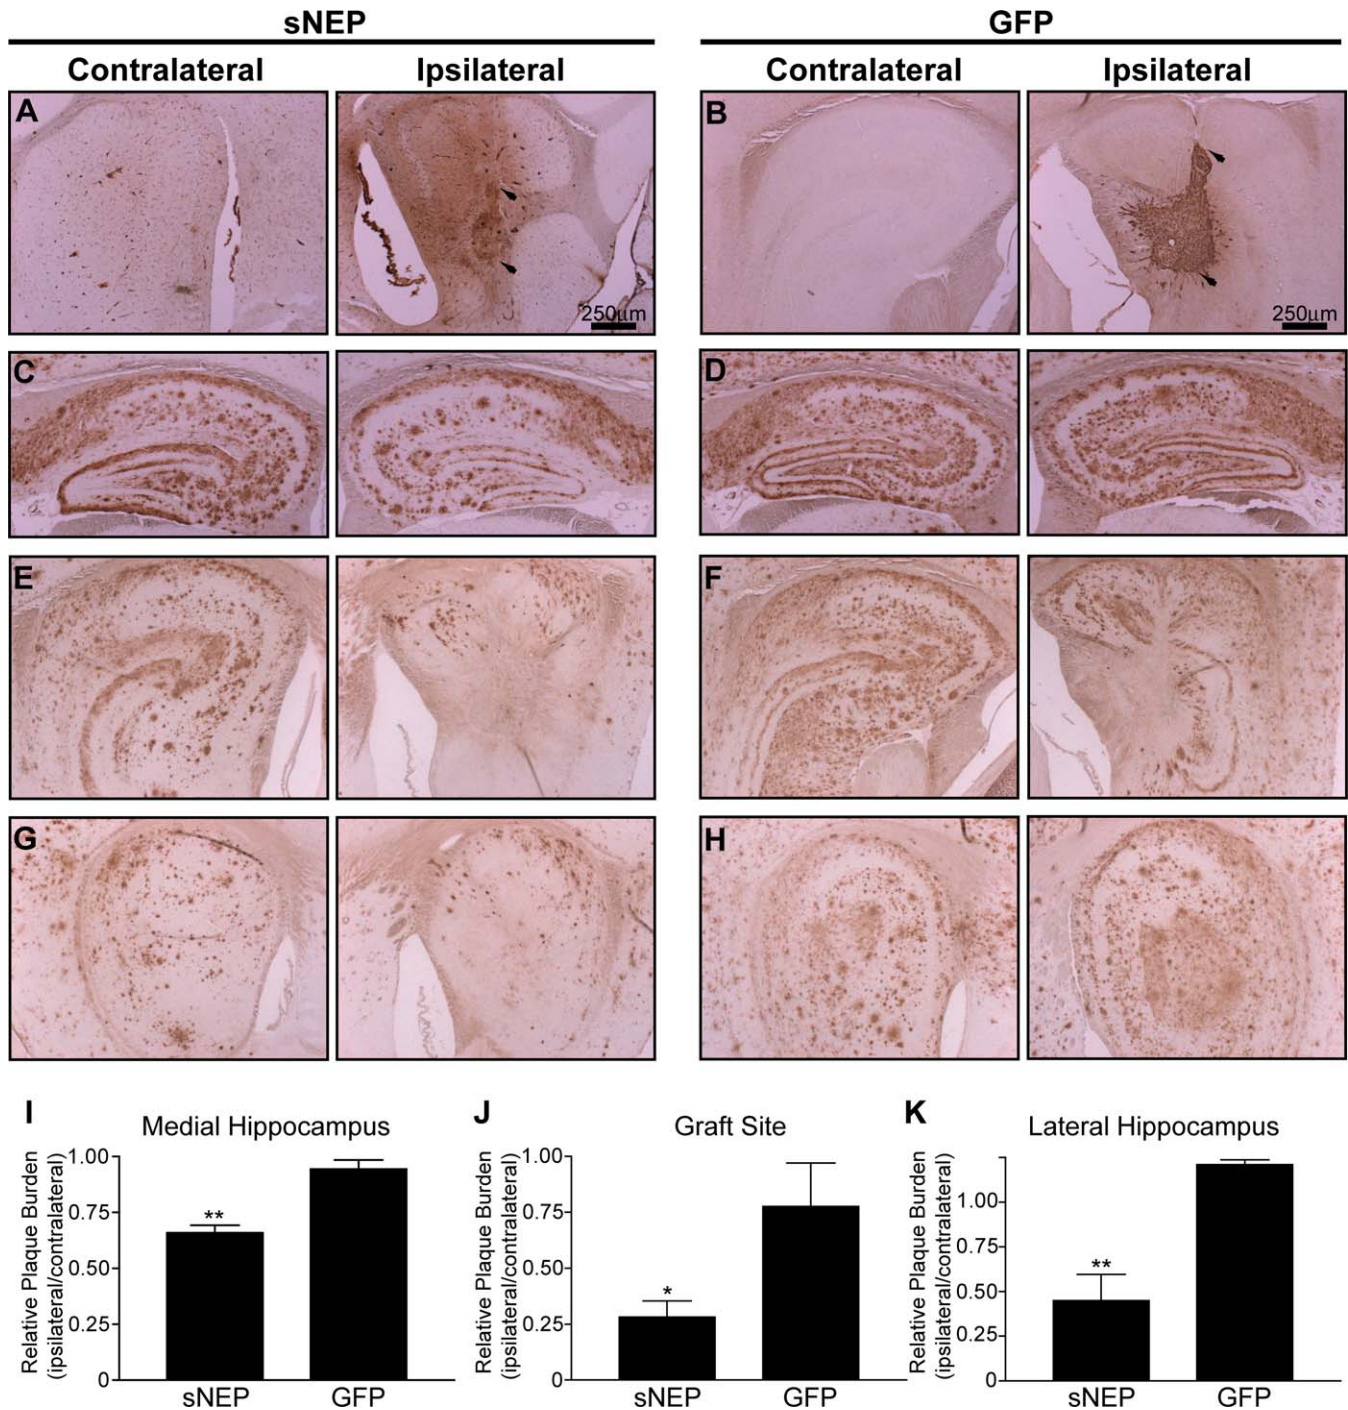 sNEP
GFP
Contralateral
Ipsilateral
Contralateral
Ipsilateral
A
250µm
B
250µm
C
D
E
F
G
H
I
Medial Hippocampus
Relative Plaque Burden
(ipsilateral/contralateral)
1.00
0.75
0.50
0.25
0
**
sNEP
GFP
J
Graft Site
Relative Plaque Burden
(ipsilateral/contralateral)
1.00
0.75
0.50
0.25
0
*
sNEP
GFP
K
Lateral Hippocampus
Relative Plaque Burden
(ipsilateral/contralateral)
1.00
0.75
0.50
0.25
0
**
sNEP
GFP